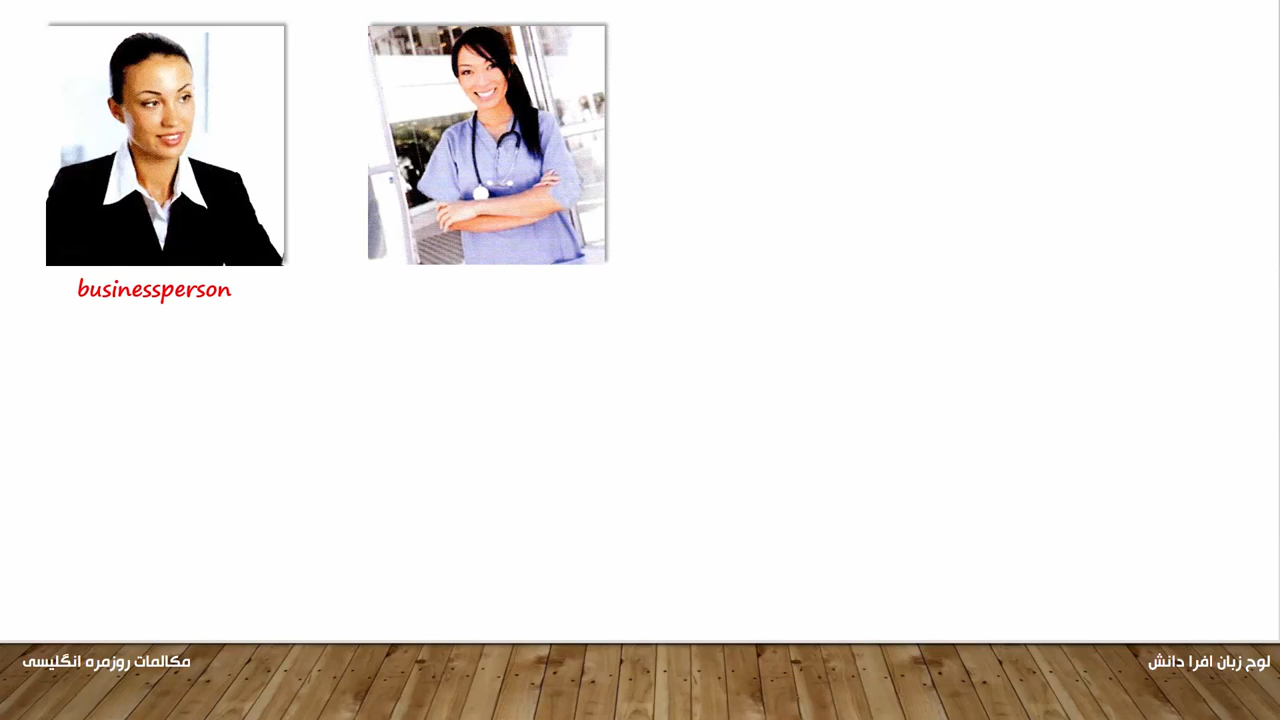 businessperson
لوح زبان افرا دانش
مکالمات روزمره انگلیسی